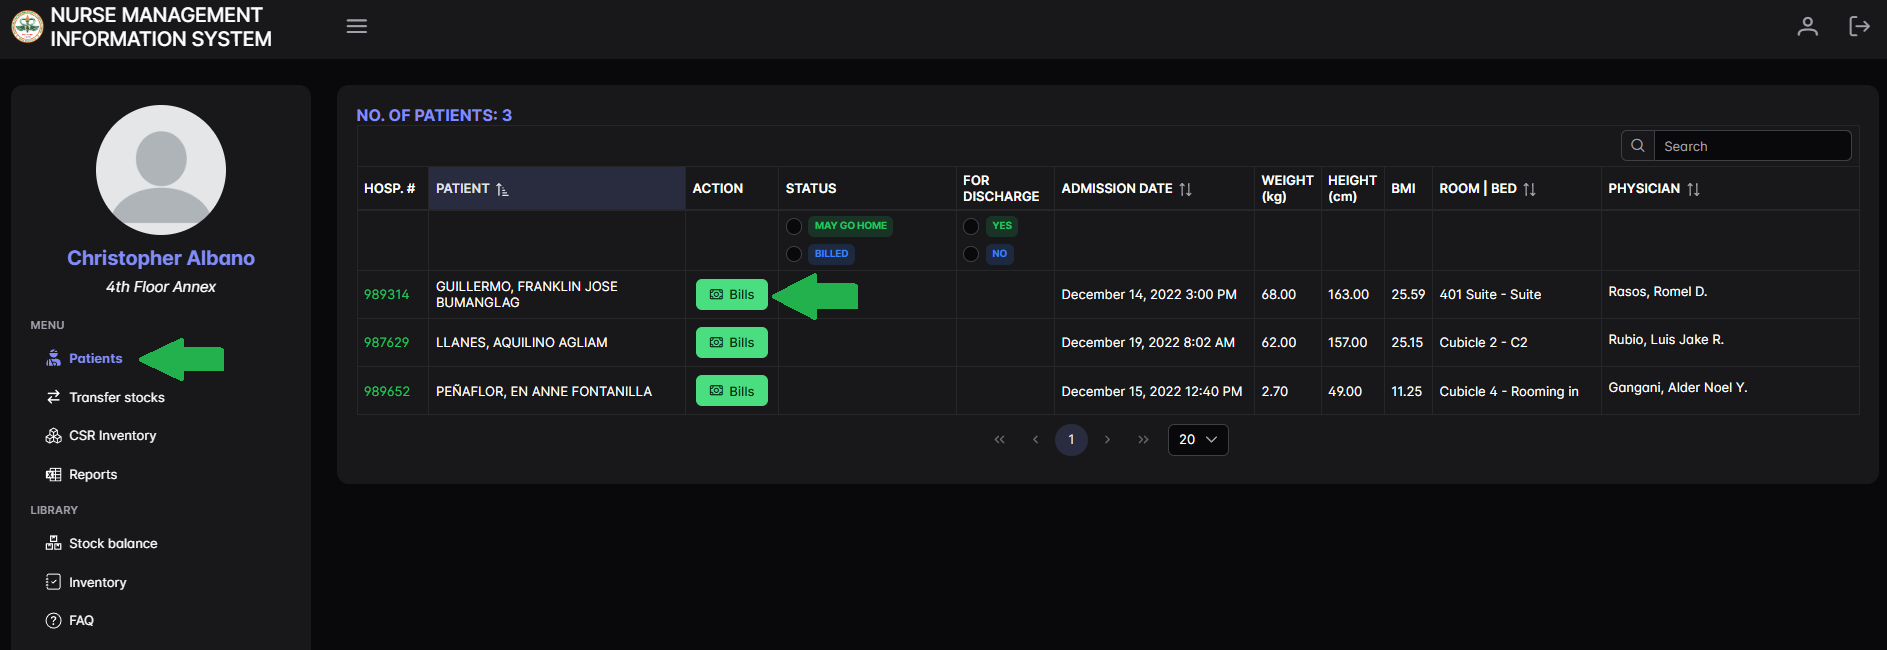 NURSE MANAGEMENT
INFORMATION SYSTEM
Christopher Albano
4th Floor Annex
MENU
Patients
Transfer stocks
CSR Inventory
Reports
LIBRARY
Stock balance
Inventory
FAQ
NO. OF PATIENTS: 3
Search
HOSP. # PATIENT ACTION STATUS FOR DISCHARGE ADMISSION DATE WEIGHT (kg) HEIGHT (cm) BMI ROOM | BED PHYSICIAN
MAY GO HOME YES
BILLED NO
989314 GUILLERMO, FRANKLIN JOSE BUMANGLAG Bills December 14, 2022 3:00 PM 68.00 163.00 25.59 401 Suite - Suite Rasos, Romel D.
987629 LLANES, AQUILINO AGLIAM Bills December 19, 2022 8:02 AM 62.00 157.00 25.15 Cubicle 2 - C2 Rubio, Luis Jake R.
989652 PEÑAFLOR, EN ANNE FONTANILLA Bills December 15, 2022 12:40 PM 2.70 49.00 11.25 Cubicle 4 - Rooming in Gangani, Alder Noel Y.
1 20